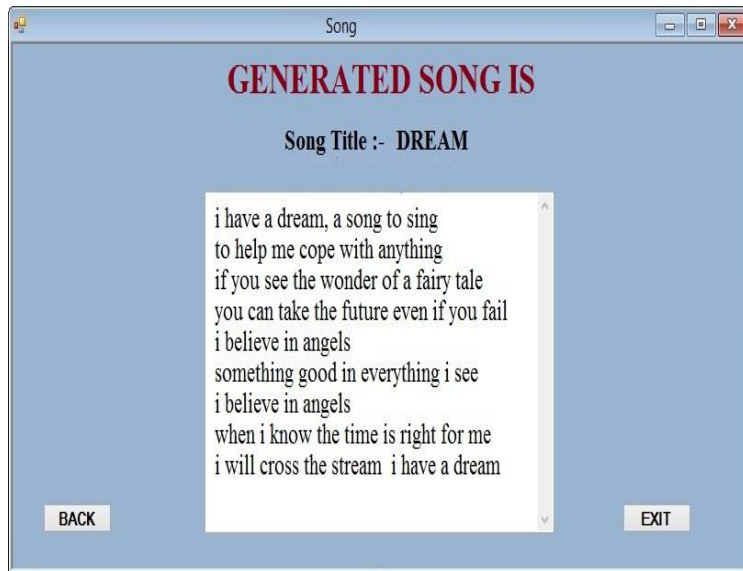 Song
GENERATED SONG IS
Song Title :- DREAM
i have a dream, a song to sing
to help me cope with anything
if you see the wonder of a fairy tale
you can take the future even if you fail
i believe in angels
something good in everything i see
i believe in angels
when i know the time is right for me
i will cross the stream  i have a dream
BACK
EXIT